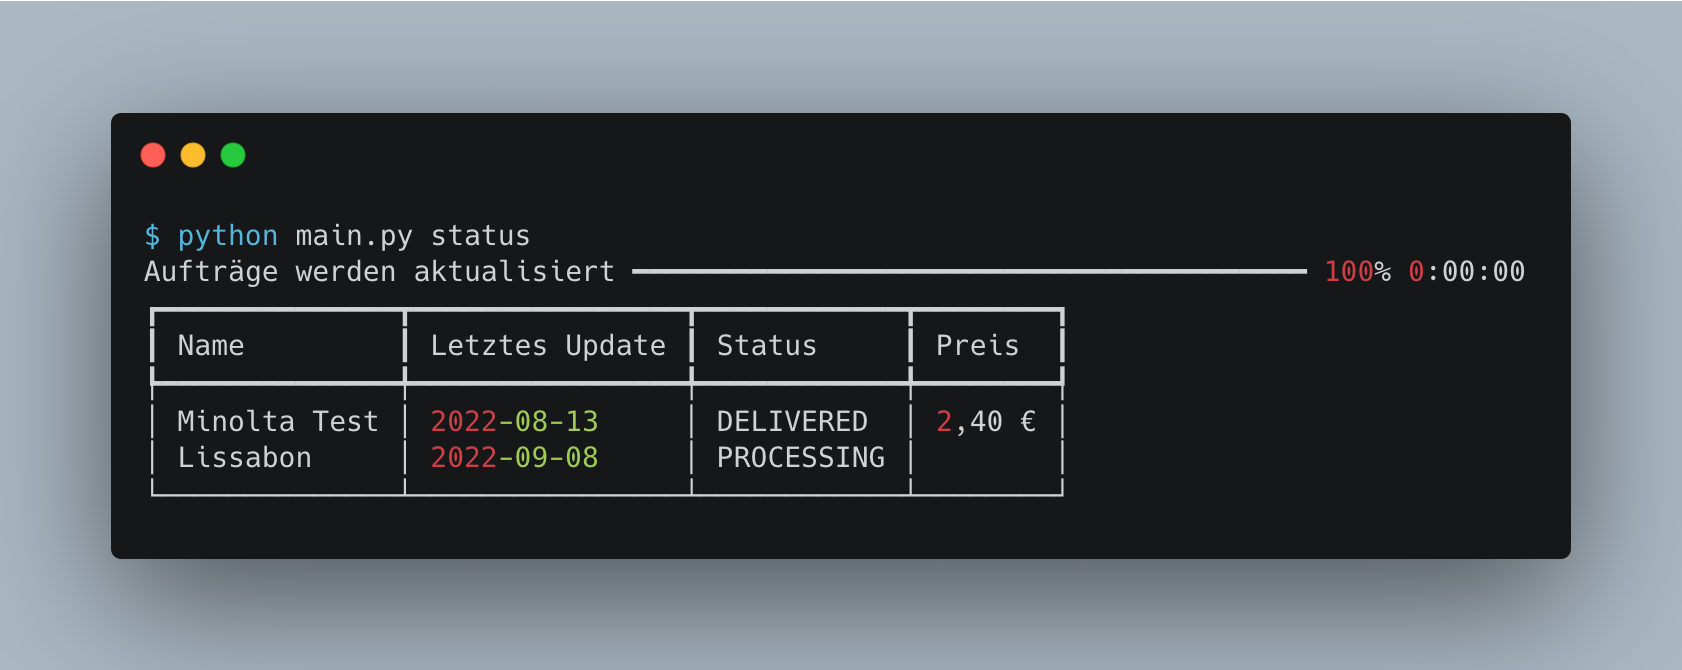 $ python main.py status
Aufträge werden aktualisiert 100% 0:00:00
Name Letztes Update Status Preis
Minolta Test 2022-08-13 DELIVERED 2,40 €
Lissabon 2022-09-08 PROCESSING